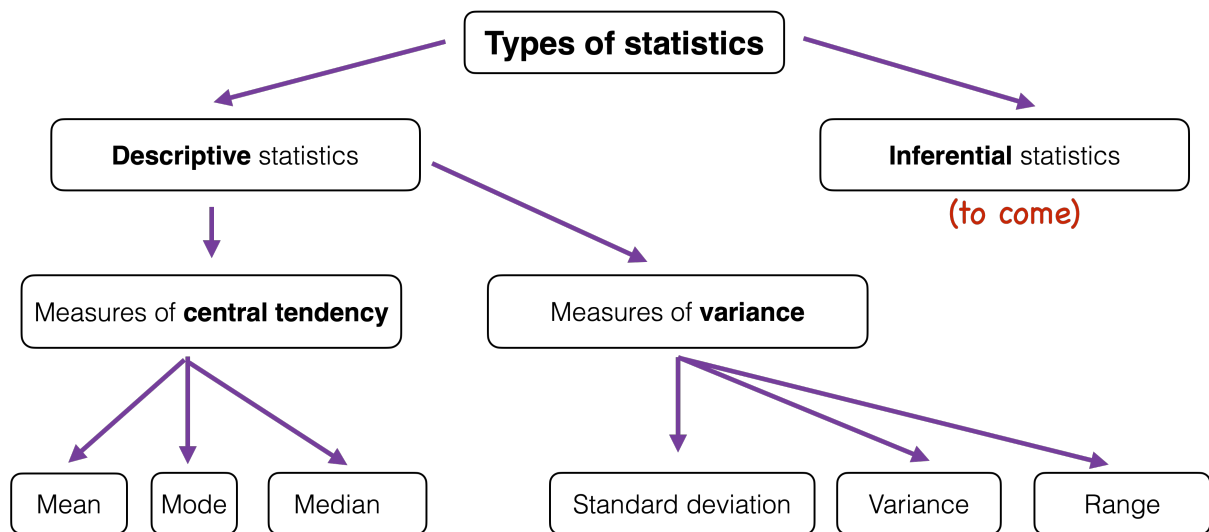 Types of statistics
Descriptive statistics
Inferential statistics
(to come)
Measures of central tendency
Measures of variance
Mean
Mode
Median
Standard deviation
Variance
Range